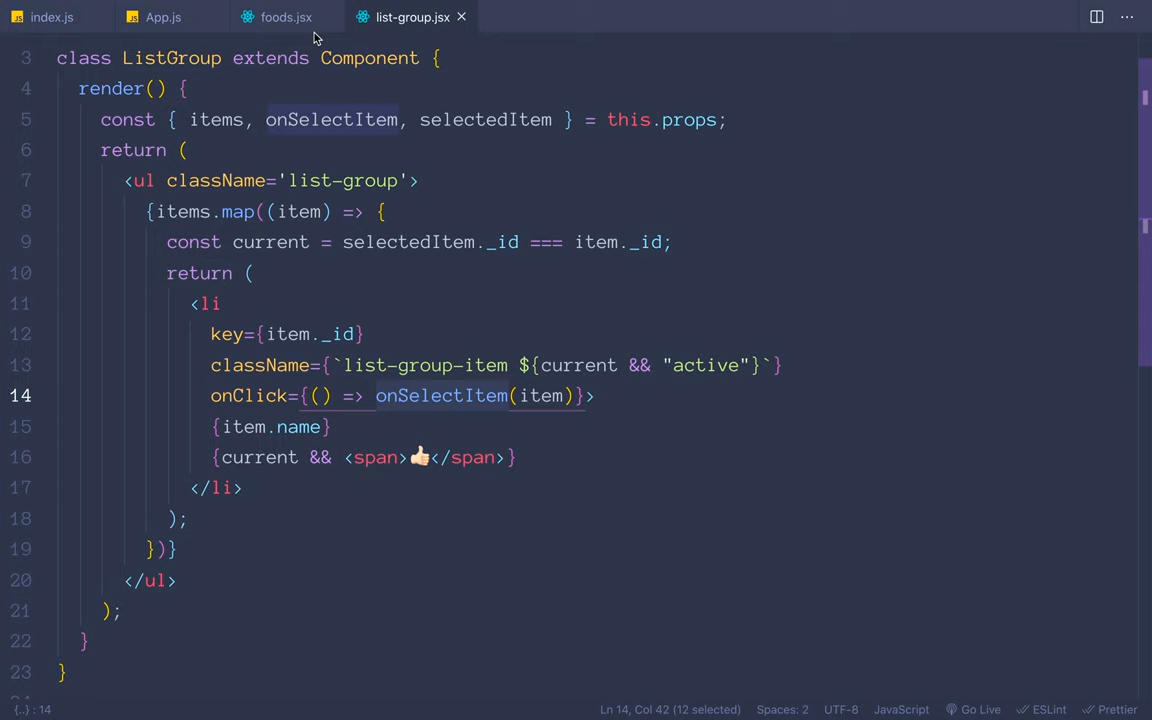 index.js App.js foods.jsx list-group.jsx
3 class ListGroup extends Component {
4 render() {
5 const { items, onSelectItem, selectedItem } = this.props;
6 return (
7 <ul className='list-group'>
8 {items.map((item) => {
9 const current = selectedItem._id === item._id;
10 return (
11 <li
12 key={item._id}
13 className={`list-group-item ${current && "active"}`}
14 onClick={() => onSelectItem(item)}>
15 {item.name}
16 {current && <span>👍🏻</span>}
17 </li>
18 );
19 })}
20 </ul>
21 );
22 }
23 }
{..} : 14 Ln 14, Col 42 (12 selected) Spaces: 2 UTF-8 JavaScript Go Live ESLint Prettier